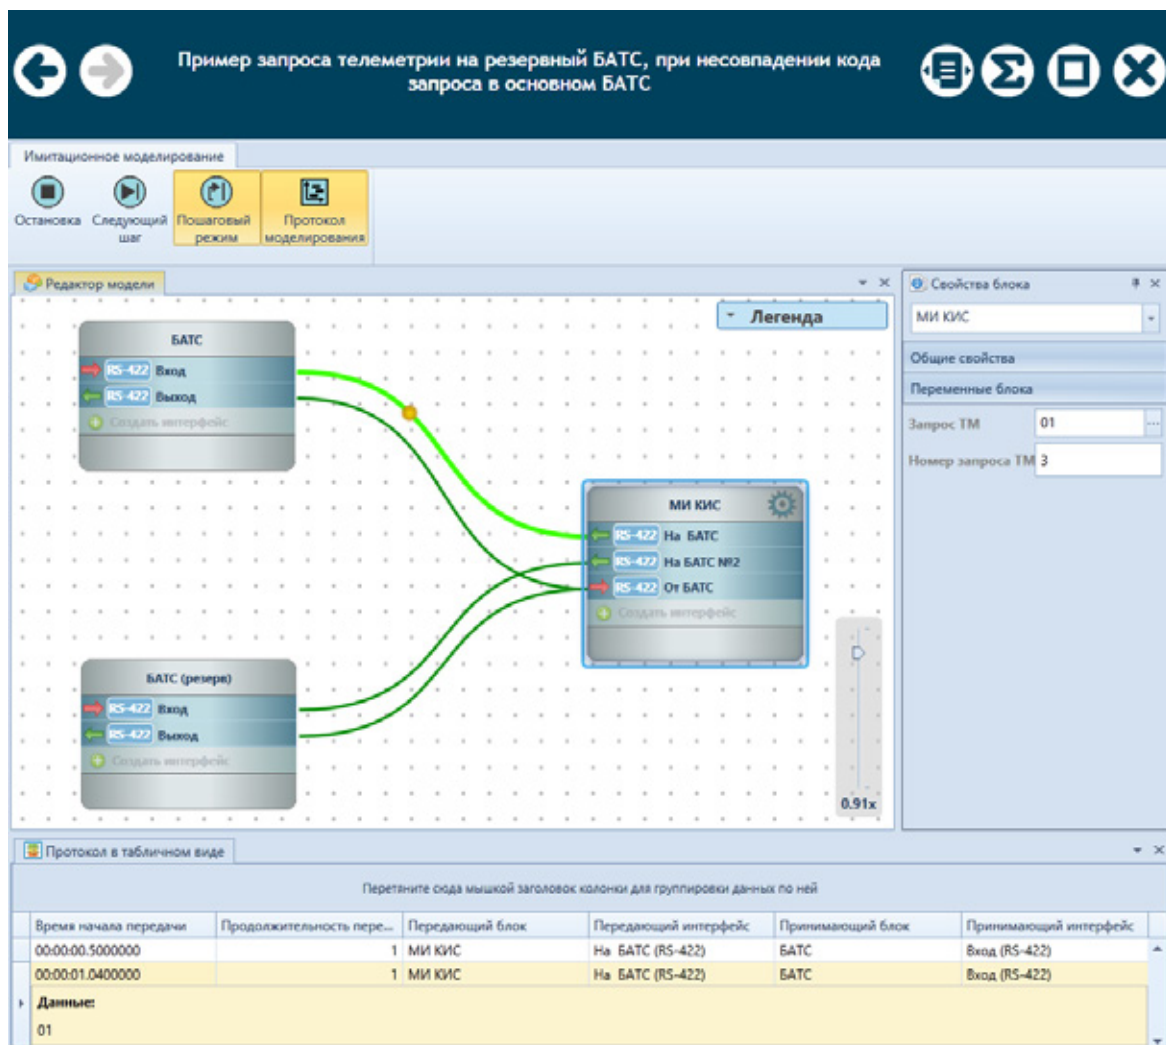 Пример запроса телеметрии на резервный БАТС, при несовпадении кода
запроса в основном БАТС
Имитационное моделирование
Остановка
Следующий
шаг
Пошаговый
режим
Протокол
моделирования
Редактор модели
Легенда
БАТС
RS-422 Вход
RS-422 Выход
Создать интерфейс
МИ КИС
RS-422 На БАТС
RS-422 На БАТС №2
RS-422 От БАТС
Создать интерфейс
БАТС (резерв)
RS-422 Вход
RS-422 Выход
Создать интерфейс
0.91x
Свойства блока
МИ КИС
Общие свойства
Переменные блока
Запрос ТМ 01 ...
Номер запроса ТМ 3
Протокол в табличном виде
Перетяните сюда мышкой заголовок колонки для группировки данных по ней
Время начала передачи Продолжительность пере... Передающий блок Передающий интерфейс Принимающий блок Принимающий интерфейс
00:00:00.5000000 1 МИ КИС На БАТС (RS-422) БАТС Вход (RS-422)
00:00:01.0400000 1 МИ КИС На БАТС (RS-422) БАТС Вход (RS-422)
Данные:
01